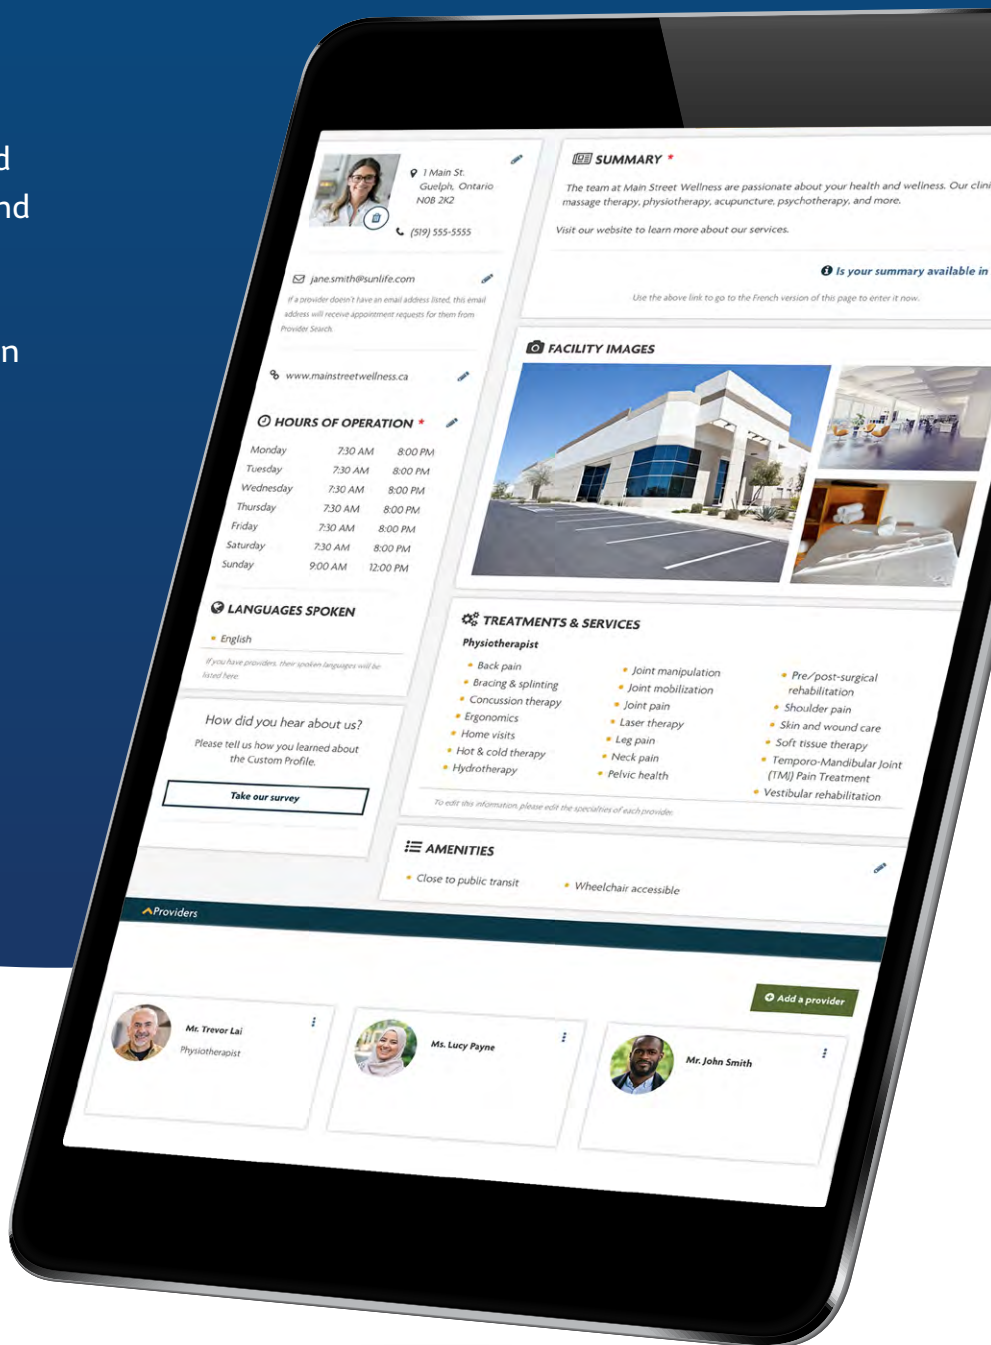 d
nd
n
1 Main St.
Guelph, Ontario
N0B 2K2
(519) 555-5555
jane.smith@sunlife.com
If a provider doesn't have an email address listed, this email
address will receive appointment requests for them from
Provider Search.
www.mainstreetwellness.ca
HOURS OF OPERATION *
Monday 7:30 AM 8:00 PM
Tuesday 7:30 AM 8:00 PM
Wednesday 7:30 AM 8:00 PM
Thursday 7:30 AM 8:00 PM
Friday 7:30 AM 8:00 PM
Saturday 7:30 AM 8:00 PM
Sunday 9:00 AM 12:00 PM
LANGUAGES SPOKEN
• English
If you have providers, their spoken languages will be
listed here.
How did you hear about us?
Please tell us how you learned about
the Custom Profile.
Take our survey
SUMMARY *
The team at Main Street Wellness are passionate about your health and wellness. Our clini
massage therapy, physiotherapy, acupuncture, psychotherapy, and more.
Visit our website to learn more about our services.
Is your summary available in
Use the above link to go to the French version of this page to enter it now.
FACILITY IMAGES
TREATMENTS & SERVICES
Physiotherapist
• Back pain
• Bracing & splinting
• Concussion therapy
• Ergonomics
• Home visits
• Hot & cold therapy
• Hydrotherapy
• Joint manipulation
• Joint mobilization
• Joint pain
• Laser therapy
• Leg pain
• Neck pain
• Pelvic health
• Pre/post-surgical
rehabilitation
• Shoulder pain
• Skin and wound care
• Soft tissue therapy
• Temporo-Mandibular Joint
(TMJ) Pain Treatment
• Vestibular rehabilitation
To edit this information, please edit the specialties of each provider.
AMENITIES
• Close to public transit
• Wheelchair accessible
Providers
Add a provider
Mr. Trevor Lai
Physiotherapist
Ms. Lucy Payne
Mr. John Smith